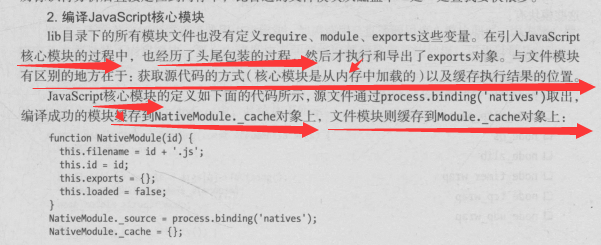 2. 编译JavaScript核心模块
lib目录下的所有模块文件也没有定义require、module、exports这些变量。在引入JavaScript
核心模块的过程中，也经历了头尾包装的过程，然后才执行和导出了exports对象。与文件模块
有区别的地方在于：获取源代码的方式（核心模块是从内存中加载的）以及缓存执行结果的位置。
JavaScript核心模块的定义如下面的代码所示，源文件通过process.binding('natives')取出，
编译成功的模块缓存到NativeModule._cache对象上，文件模块则缓存到Module._cache对象上：
function NativeModule(id) {
this.filename = id + '.js';
this.id = id;
this.exports = {};
this.loaded = false;
}
NativeModule._source = process.binding('natives');
NativeModule._cache = {};